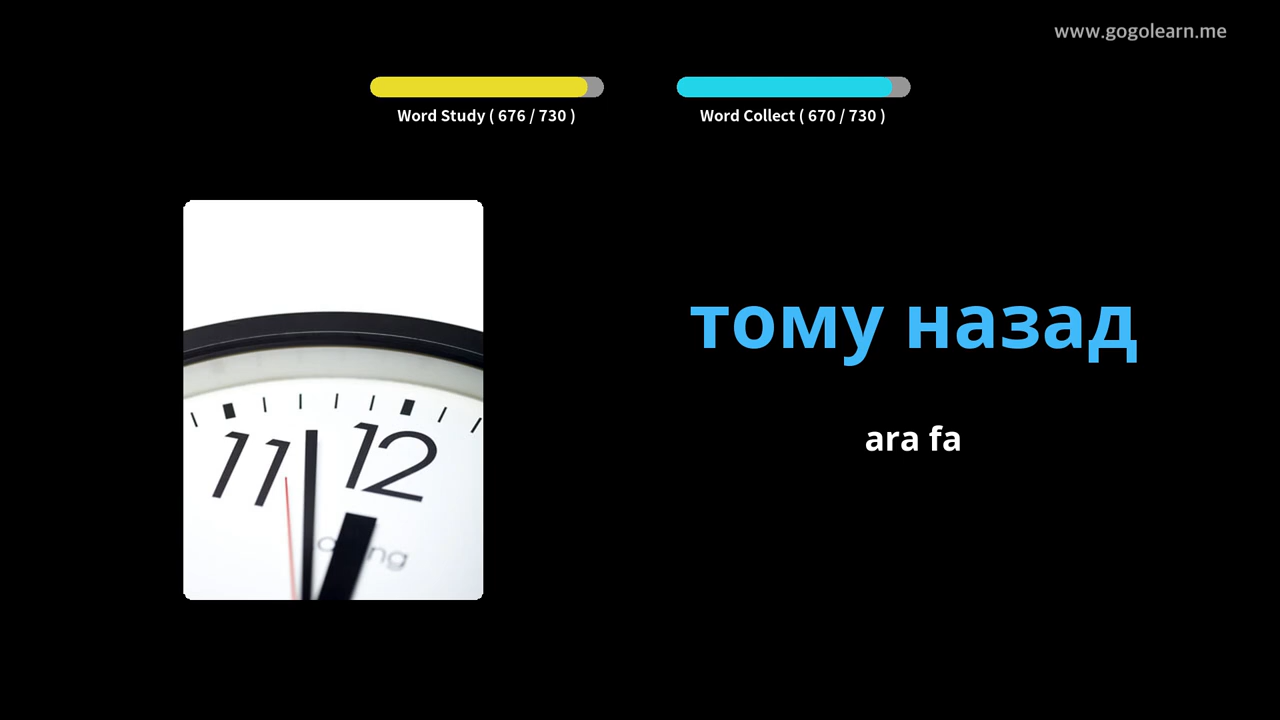 www.gogolearn.me
Word Study ( 676 / 730 )
Word Collect ( 670 / 730 )
11 12
тому назад
ara fa